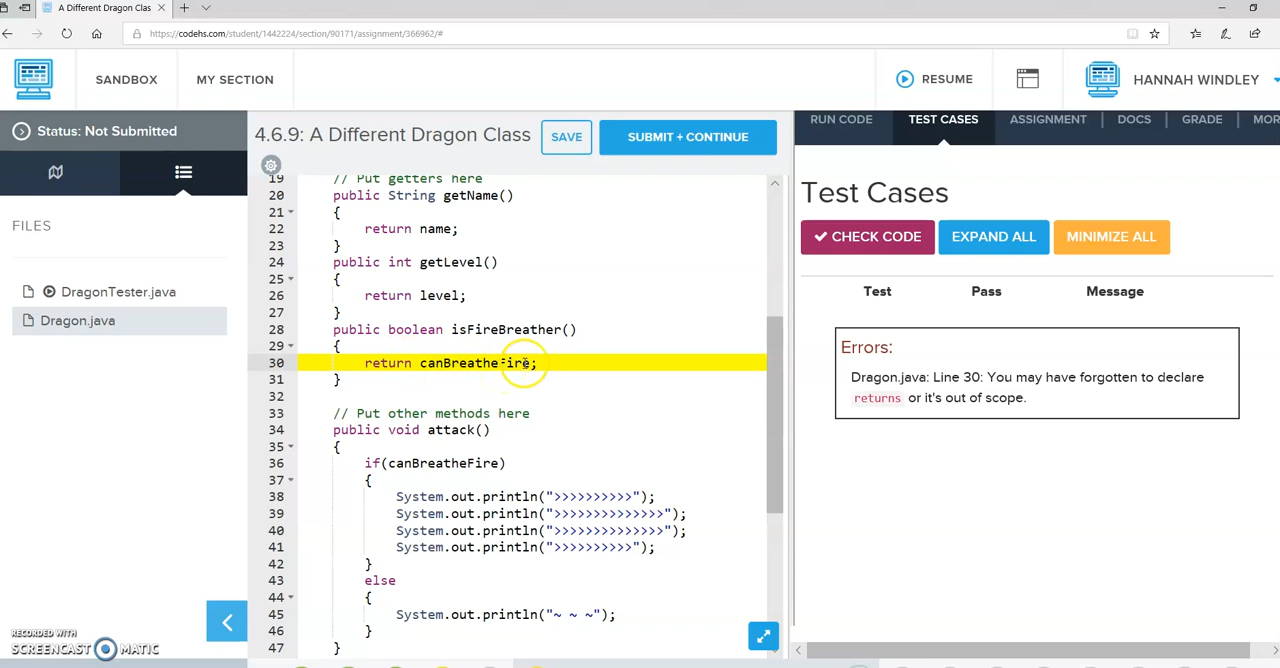 A Different Dragon Clas
https://codehs.com/student/1442224/section/90171/assignment/366962/#
SANDBOX
MY SECTION
RESUME
HANNAH WINDLEY
Status: Not Submitted
4.6.9: A Different Dragon Class
SAVE
SUBMIT + CONTINUE
RUN CODE
TEST CASES
ASSIGNMENT
DOCS
GRADE
MOR
FILES
DragonTester.java
Dragon.java
19 // Put getters here
20 public String getName()
21 {
22 return name;
23 }
24 public int getLevel()
25 {
26 return level;
27 }
28 public boolean isFireBreather()
29 {
30 return canBreatheFire;
31 }
32
33 // Put other methods here
34 public void attack()
35 {
36 if(canBreatheFire)
37 {
38 System.out.println(">>>>>>>>>>");
39 System.out.println(">>>>>>>>>>>>>>");
40 System.out.println(">>>>>>>>>>>>>>");
41 System.out.println(">>>>>>>>>>");
42 }
43 else
44 {
45 System.out.println("~ ~ ~");
46 }
47 }
Test Cases
CHECK CODE
EXPAND ALL
MINIMIZE ALL
Test Pass Message
Errors:
Dragon.java: Line 30: You may have forgotten to declare
returns or it's out of scope.
RECORDED WITH
SCREENCAST MATIC